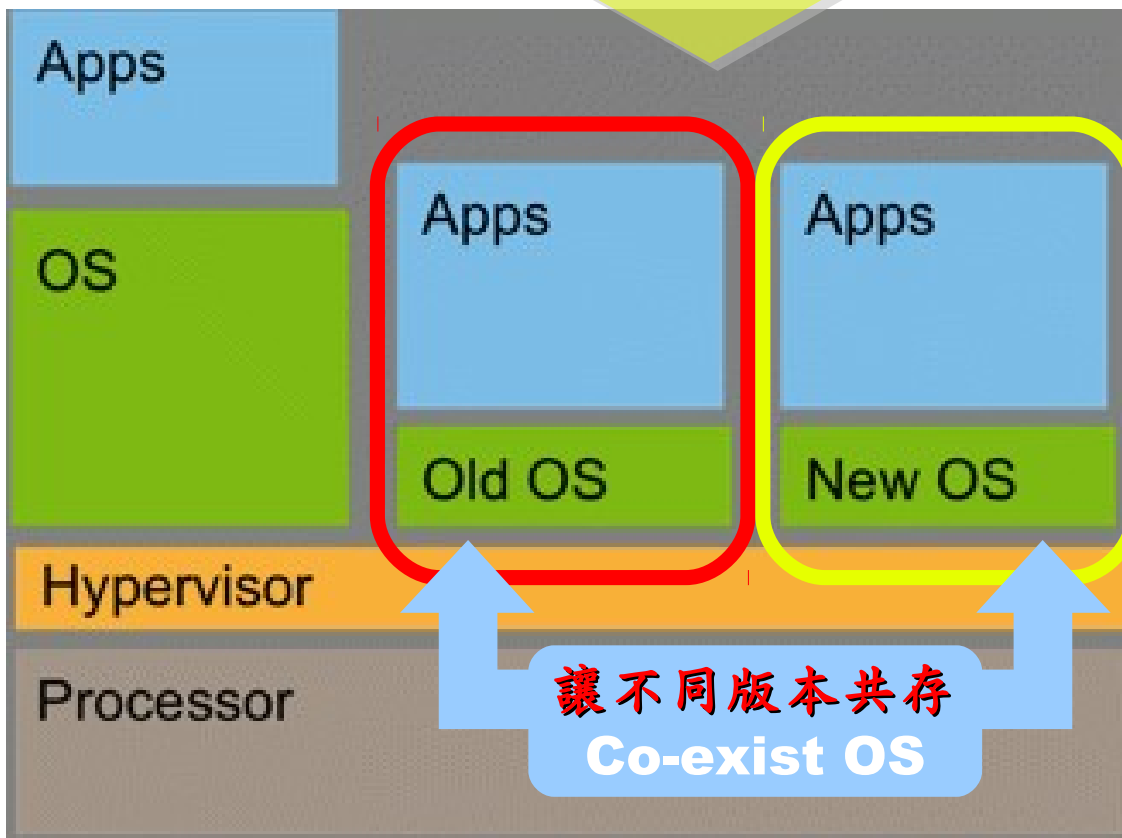 Apps
OS
Apps
Apps
Old OS
New OS
Hypervisor
Processor
讓不同版本共存
Co-exist OS